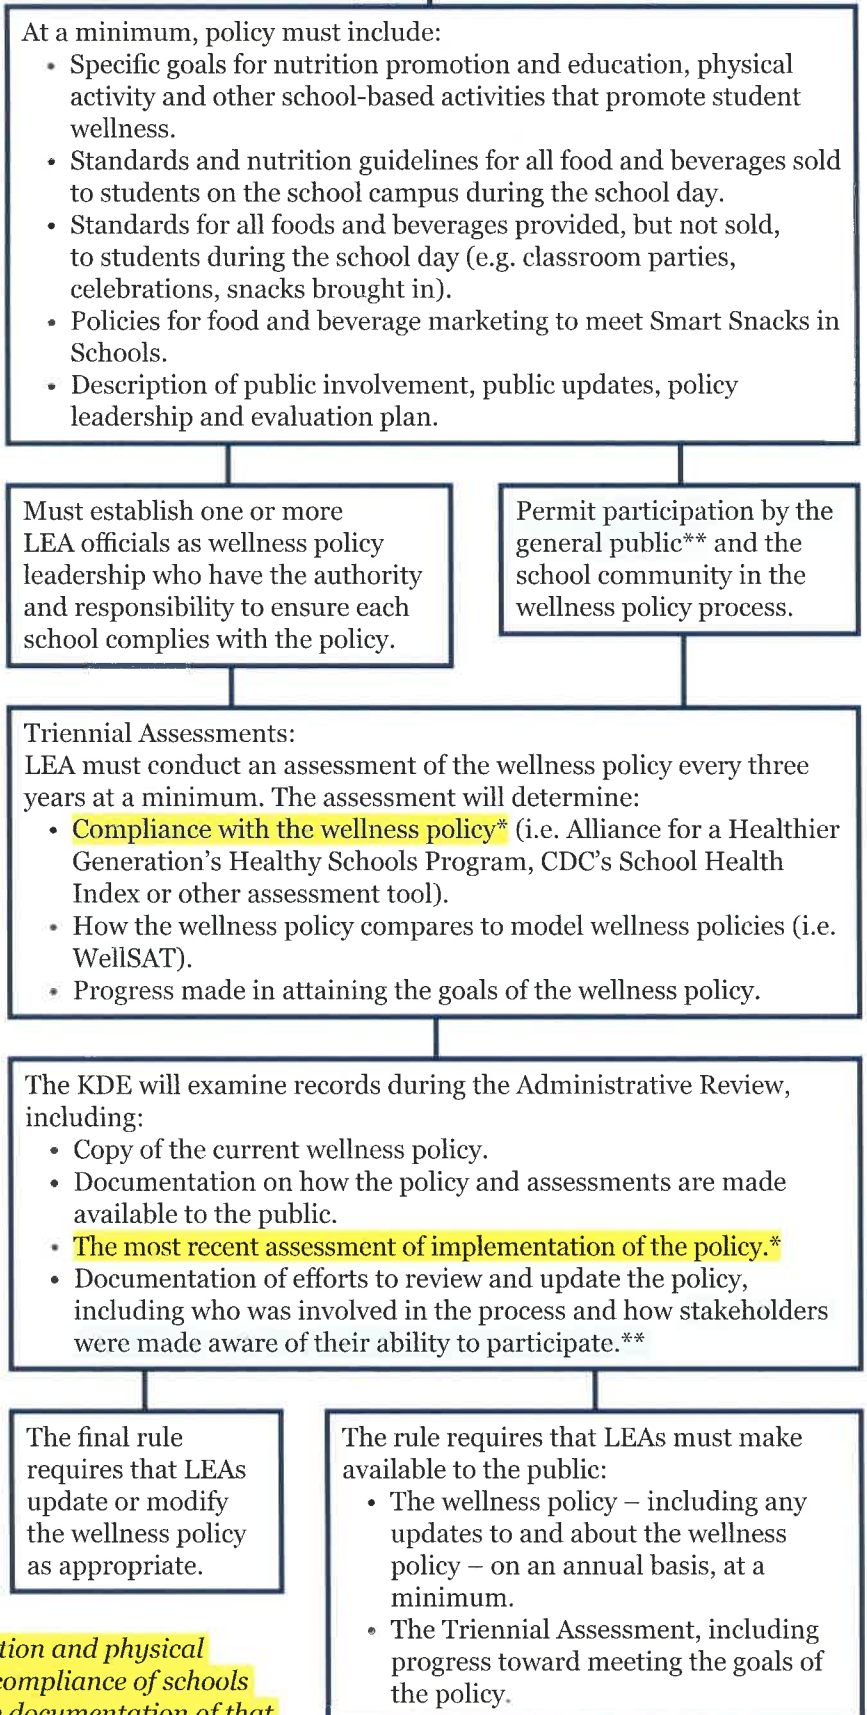 At a minimum, policy must include:
• Specific goals for nutrition promotion and education, physical
activity and other school-based activities that promote student
wellness.
• Standards and nutrition guidelines for all food and beverages sold
to students on the school campus during the school day.
• Standards for all foods and beverages provided, but not sold,
to students during the school day (e.g. classroom parties,
celebrations, snacks brought in).
• Policies for food and beverage marketing to meet Smart Snacks in
Schools.
• Description of public involvement, public updates, policy
leadership and evaluation plan.
Must establish one or more
LEA officials as wellness policy
leadership who have the authority
and responsibility to ensure each
school complies with the policy.
Permit participation by the
general public** and the
school community in the
wellness policy process.
Triennial Assessments:
LEA must conduct an assessment of the wellness policy every three
years at a minimum. The assessment will determine:
• Compliance with the wellness policy* (i.e. Alliance for a Healthier
Generation's Healthy Schools Program, CDC's School Health
Index or other assessment tool).
• How the wellness policy compares to model wellness policies (i.e.
WellSAT).
• Progress made in attaining the goals of the wellness policy.
The KDE will examine records during the Administrative Review,
including:
• Copy of the current wellness policy.
• Documentation on how the policy and assessments are made
available to the public.
• The most recent assessment of implementation of the policy.*
• Documentation of efforts to review and update the policy,
including who was involved in the process and how stakeholders
were made aware of their ability to participate.**
The final rule
requires that LEAs
update or modify
the wellness policy
as appropriate.
The rule requires that LEAs must make
available to the public:
• The wellness policy – including any
updates to and about the wellness
policy – on an annual basis, at a
minimum.
• The Triennial Assessment, including
progress toward meeting the goals of
the policy.
tion and physical
compliance of schools
documentation of that